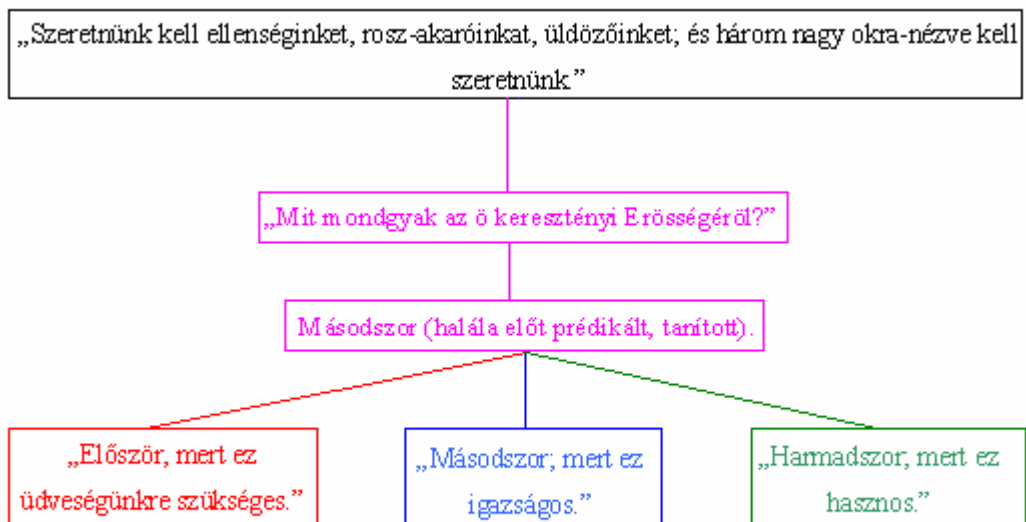 „Szeretnünk kell ellenséginket, rosz-akaróinkat, üldözőinket; és három nagy okra-nézve kell
szeretnünk.”
„Mit mondgyak az ö keresztényi Erösségéröl?”
Másodszor (halála előt prédikált, tanított).
„Először, mert ez
üdveségünkre szükséges.”
„Másodszor; mert ez
igazságos.”
„Harmadszor, mert ez
hasznos.”